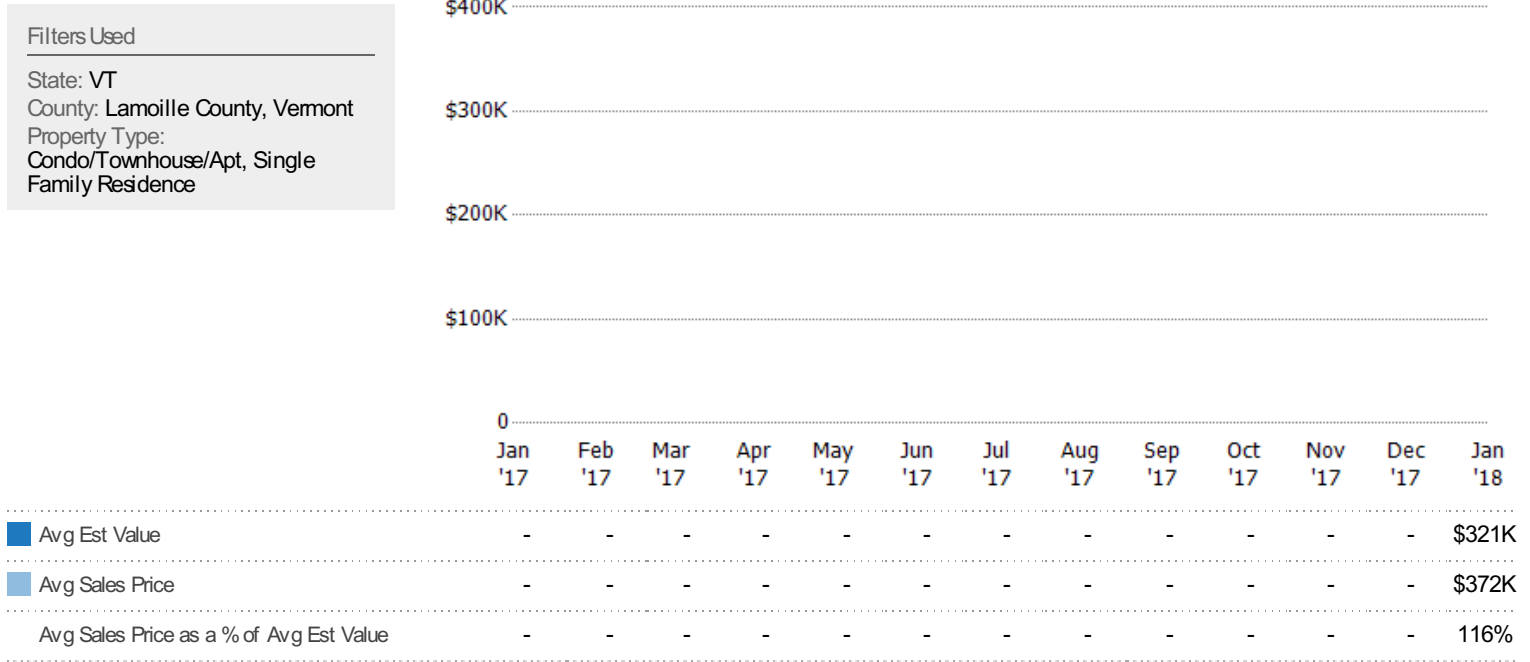 Filters Used
State: VT
County: Lamoille County, Vermont
Property Type:
Condo/Townhouse/Apt, Single
Family Residence
$400K
$300K
$200K
$100K
0
Jan Feb Mar Apr May Jun Jul Aug Sep Oct Nov Dec Jan
'17 '17 '17 '17 '17 '17 '17 '17 '17 '17 '17 '17 '18
Avg Est Value - - - - - - - - - - - - $321K
Avg Sales Price - - - - - - - - - - - - $372K
Avg Sales Price as a % of Avg Est Value - - - - - - - - - - - - 116%